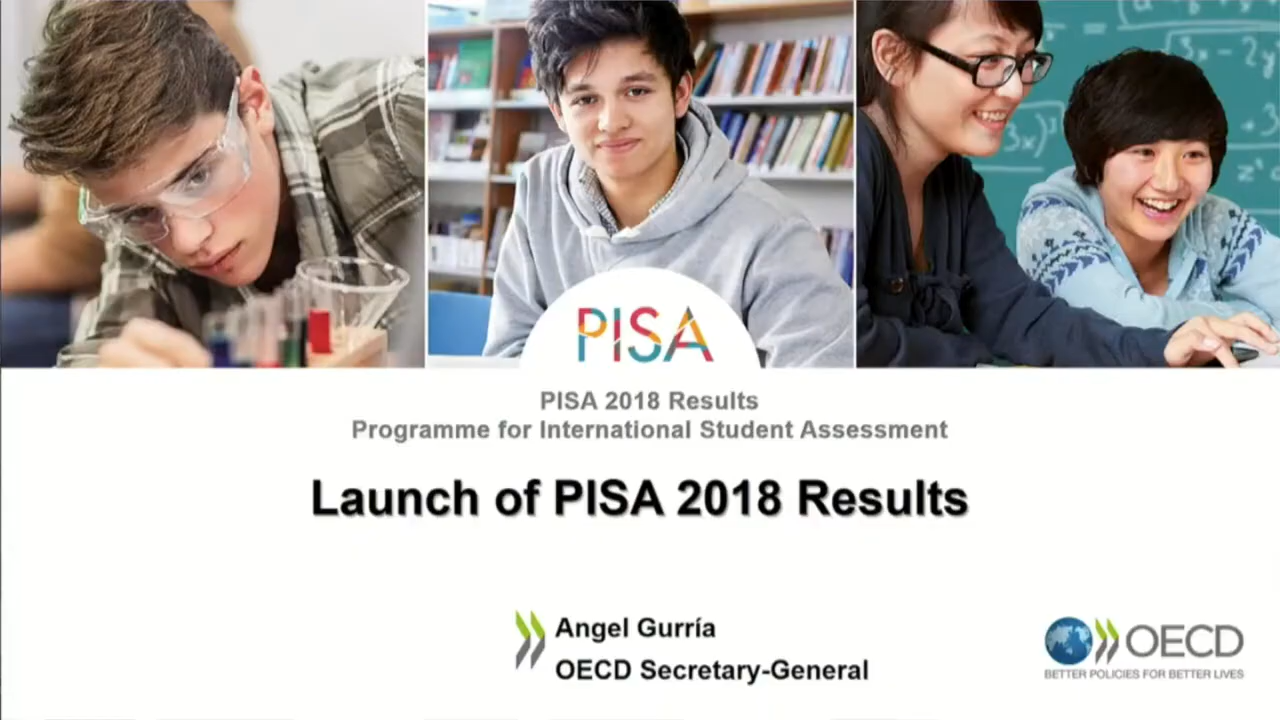 PISA
PISA 2018 Results
Programme for International Student Assessment
Launch of PISA 2018 Results
Angel Gurría
OECD Secretary-General
OECD
BETTER POLICIES FOR BETTER LIVES